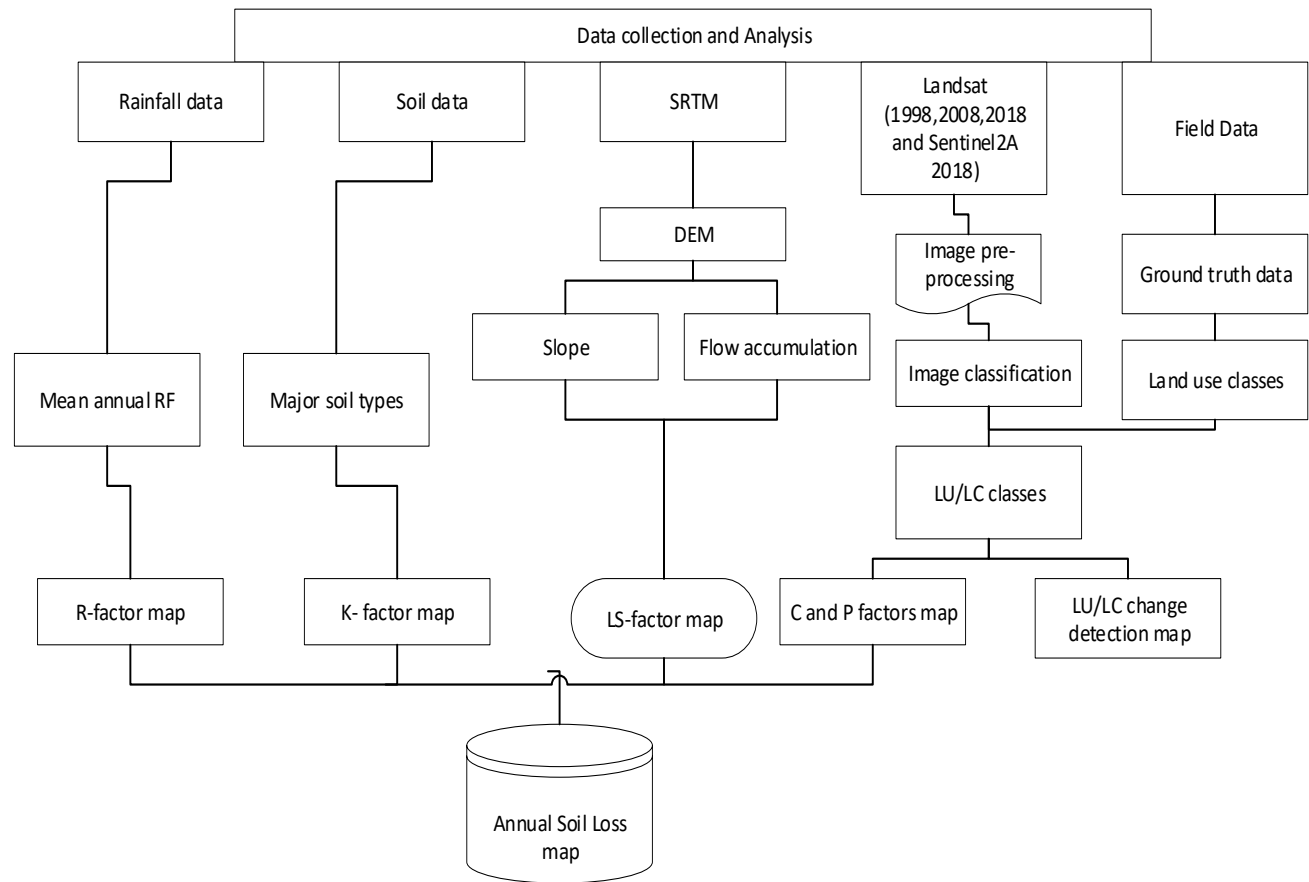 Data collection and Analysis
Rainfall data
Soil data
SRTM
Landsat
(1998,2008,2018
and Sentinel2A
2018)
Field Data
DEM
Image pre-
processing
Ground truth data
Slope
Flow accumulation
Image classification
Land use classes
Mean annual RF
Major soil types
LU/LC classes
R-factor map
K- factor map
LS-factor map
C and P factors map
LU/LC change
detection map
Annual Soil Loss
map